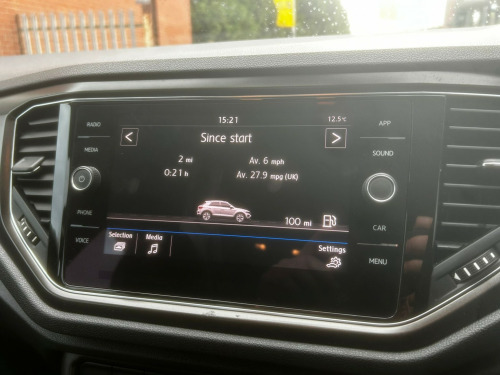 RADIO
MEDIA
PHONE
VOICE
15:21
12.5°C
Since start
2 mi
Av. 6 mph
0:21 h
Av. 27.9 mpg (UK)
100 mi
Selection
Media
Settings
APP
SOUND
CAR
MENU